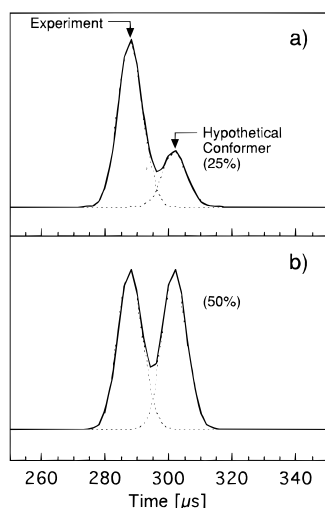 Experiment
a)
Hypothetical
Conformer
(25%)
b)
(50%)
260 280 300 320 340
Time [µs]